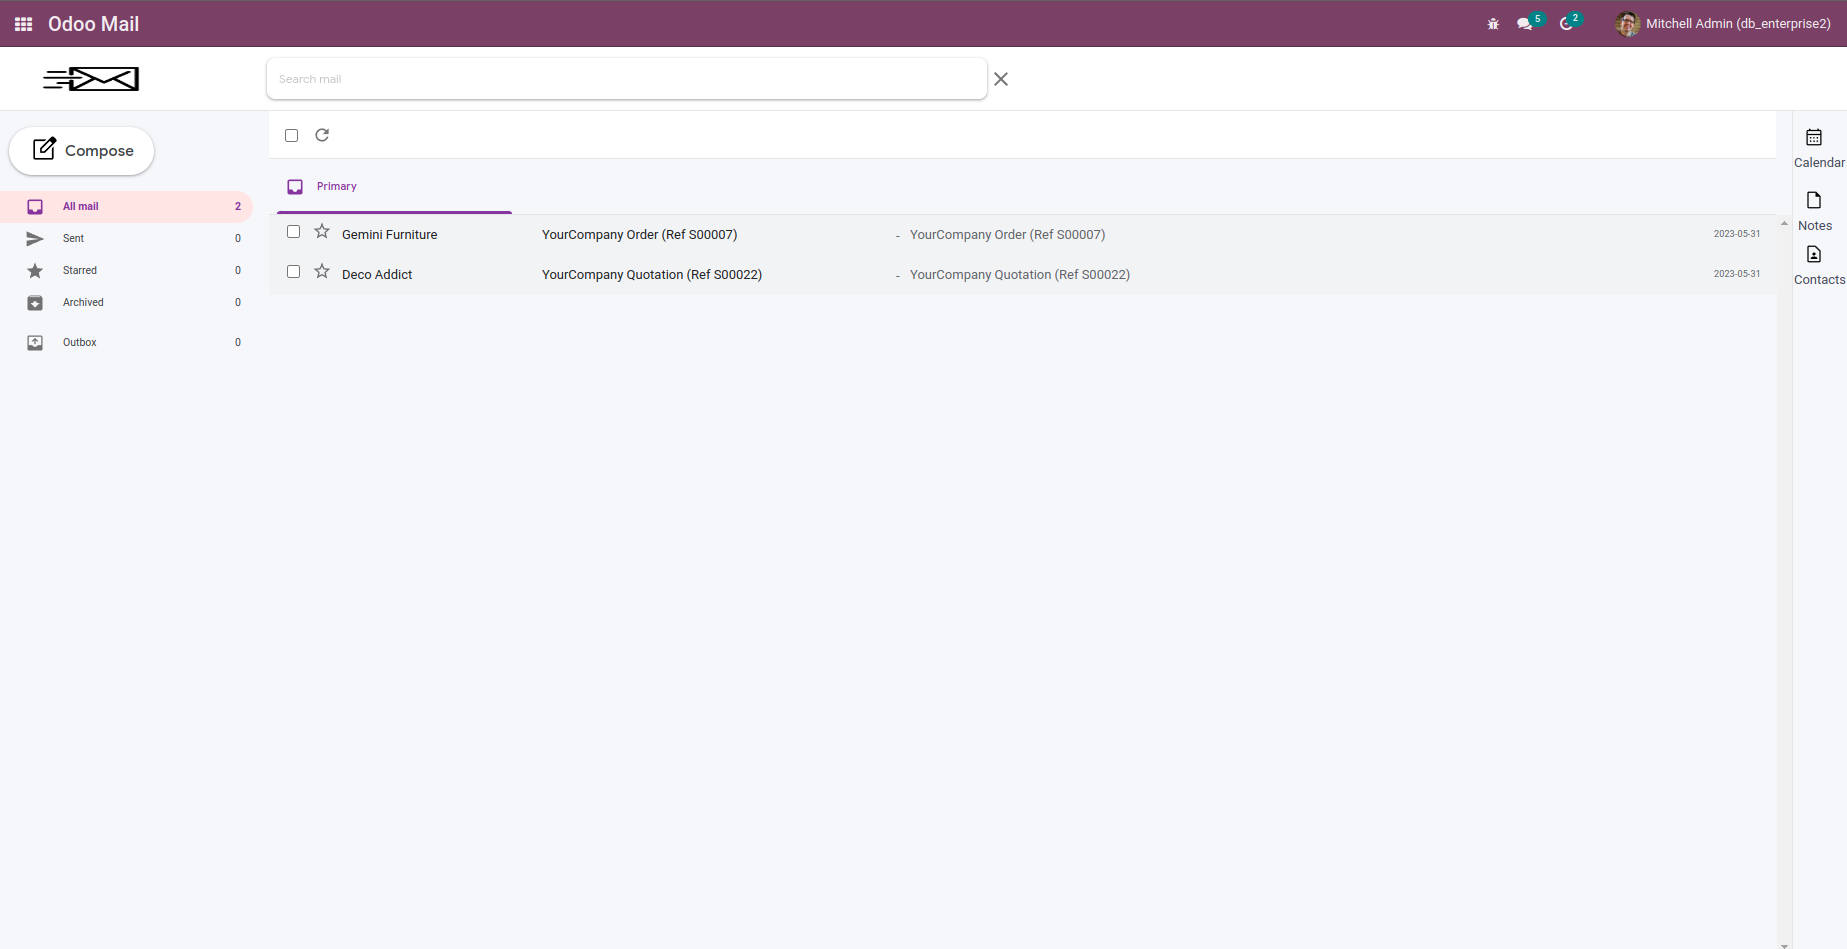 Odoo Mail
5
2
Mitchell Admin (db_enterprise2)
Search mail
Compose
All mail 2
Sent 0
Starred 0
Archived 0
Outbox 0
Primary
Gemini Furniture YourCompany Order (Ref S00007) - YourCompany Order (Ref S00007) 2023-05-31
Deco Addict YourCompany Quotation (Ref S00022) - YourCompany Quotation (Ref S00022) 2023-05-31
Calendar
Notes
Contacts